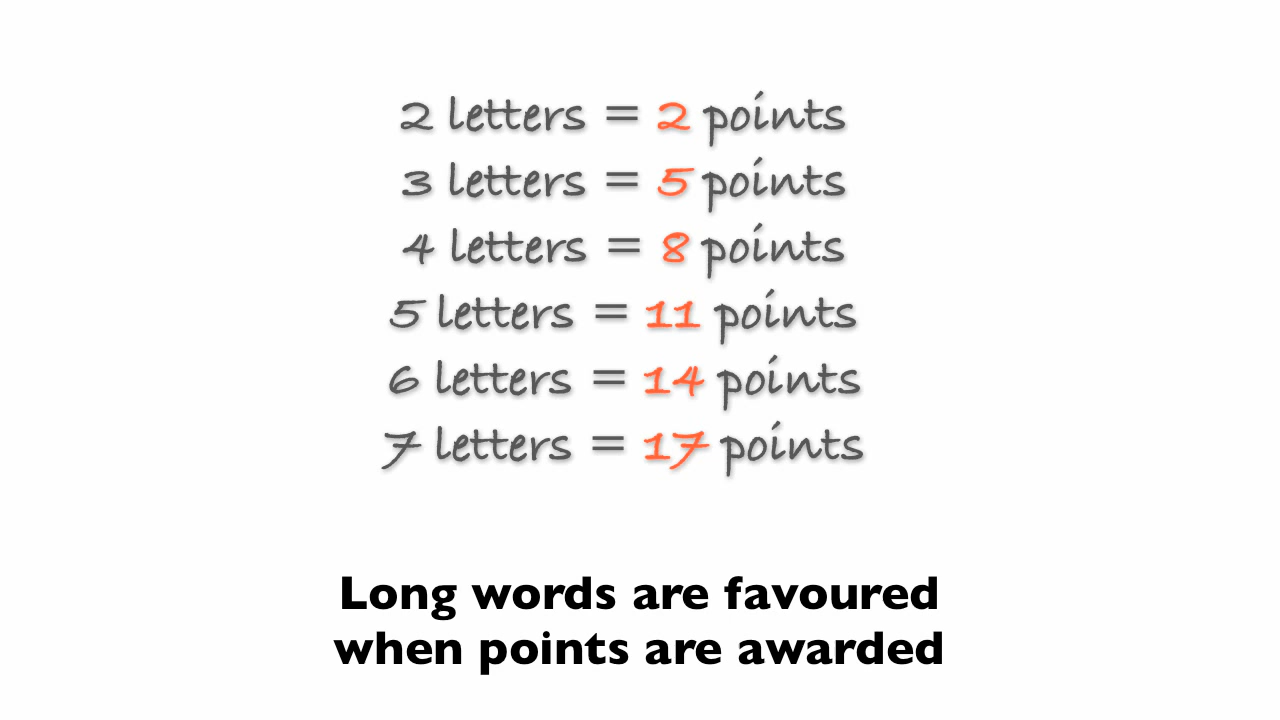 2 letters = 2 points
3 letters = 5 points
4 letters = 8 points
5 letters = 11 points
6 letters = 14 points
7 letters = 17 points
Long words are favoured
when points are awarded